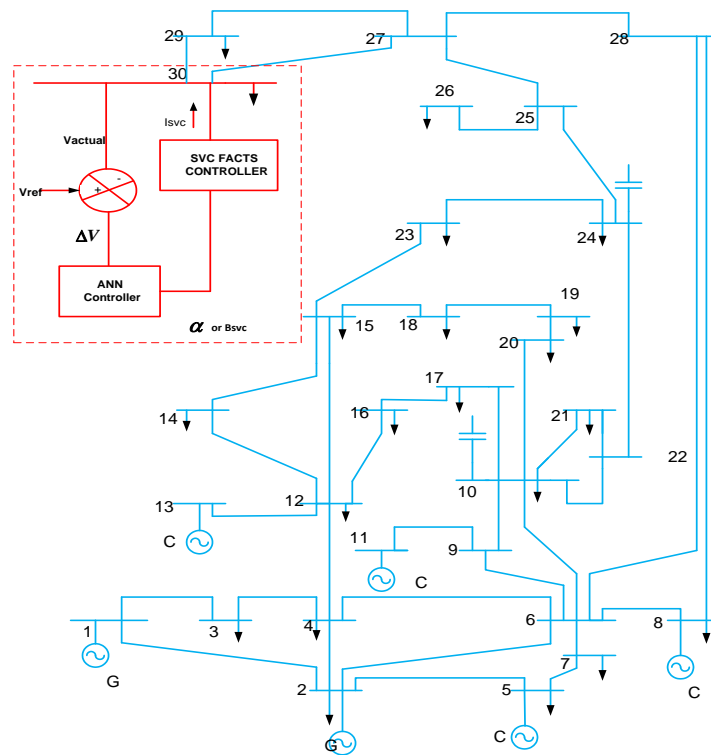 29
27
28
30
26
25
Isvc
Vactual
SVC FACTS
CONTROLLER
+
-
Vref
ΔV
23
24
ANN
Controller
α or Bsvc
15
18
19
20
17
14
16
21
22
10
13
12
C
11
9
C
1
3
4
6
8
7
G
2
5
C
G
C